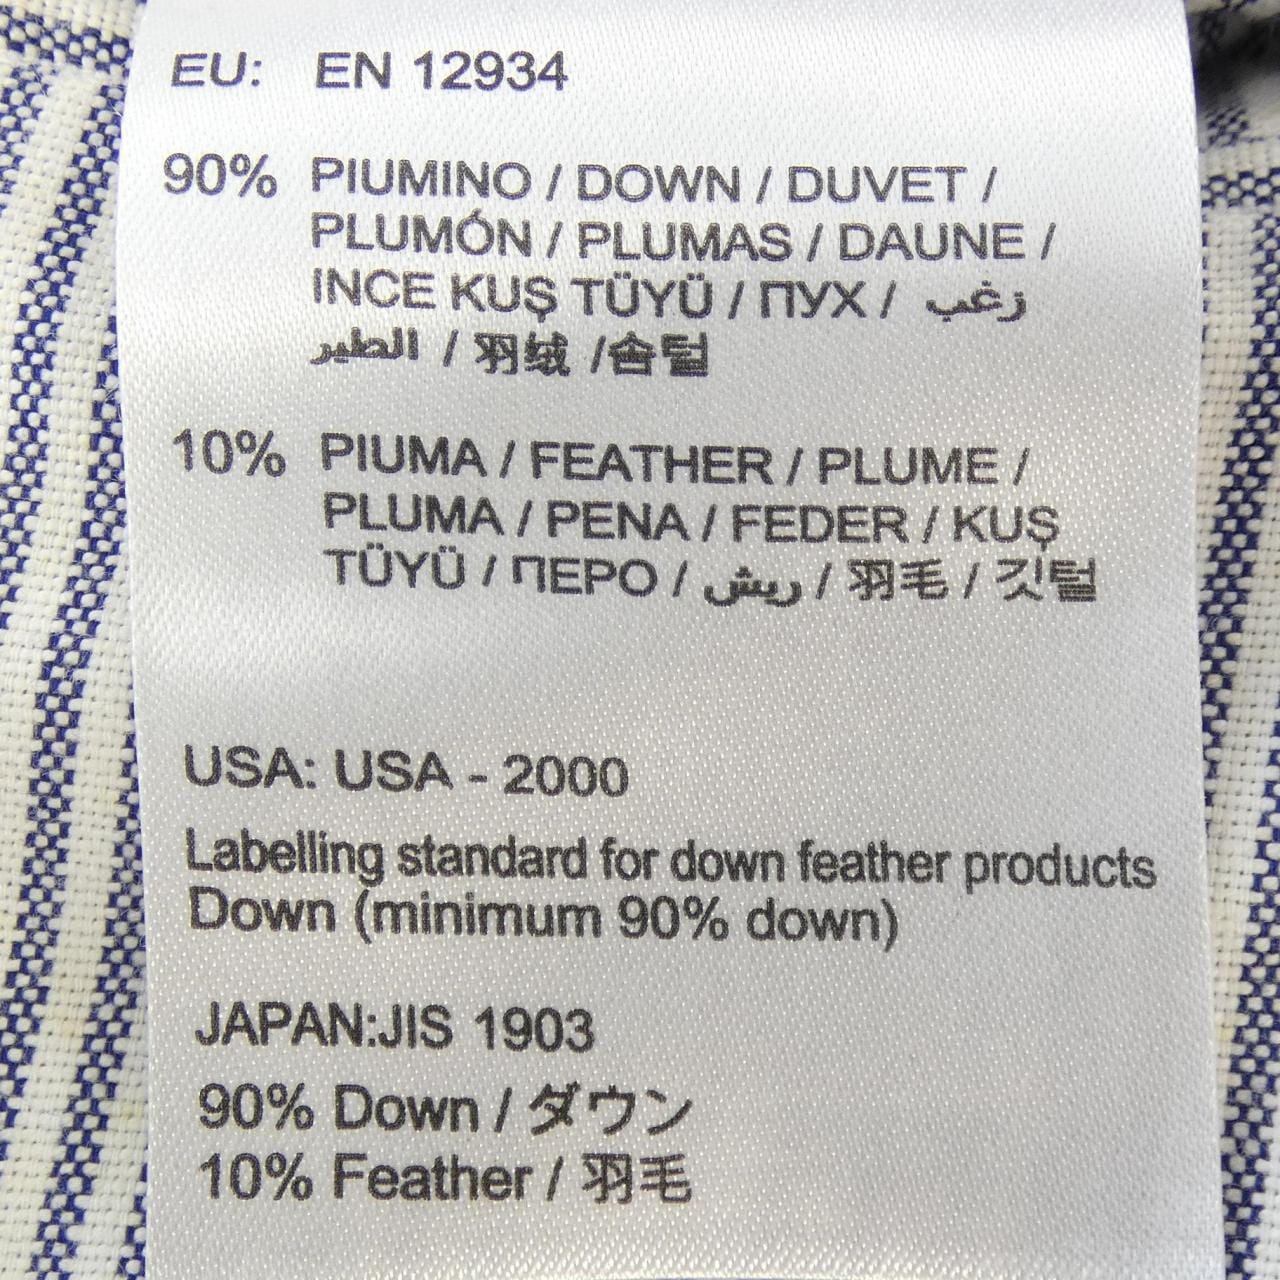 EU: EN 12934
90% PIUMINO / DOWN / DUVET /
PLUMÓN / PLUMAS / DAUNE /
INCE KUŞ TÜYÜ / ПУХ / زغب
الطير / 羽绒 /솜털
10% PIUMA / FEATHER / PLUME /
PLUMA / PENA / FEDER / KUŞ
TÜYÜ / ПЕРО / ريش / 羽毛 / 깃털
USA: USA - 2000
Labelling standard for down feather products
Down (minimum 90% down)
JAPAN:JIS 1903
90% Down / ダウン
10% Feather / 羽毛